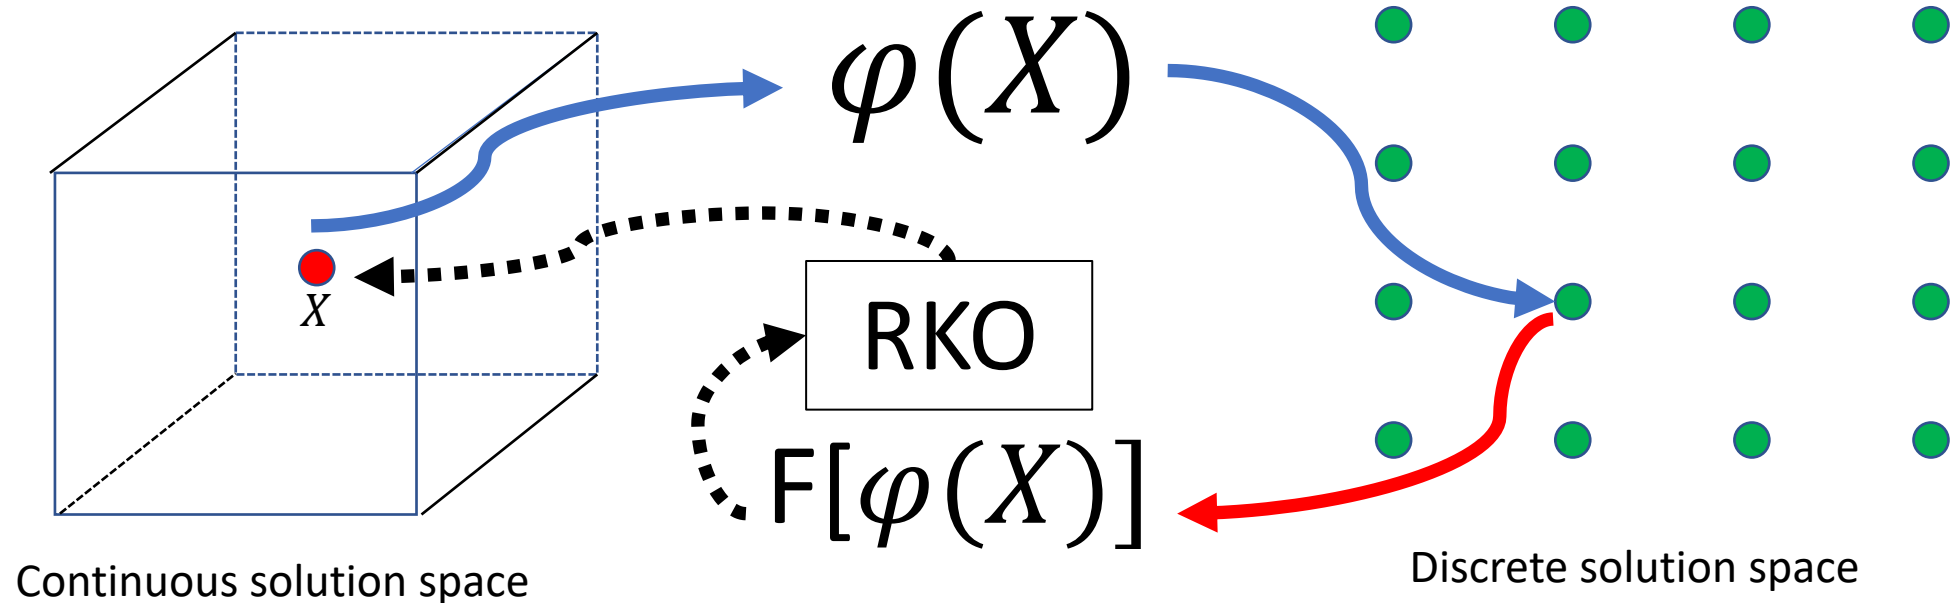 φ(X)
X
RKO
F[φ(X)]
Continuous solution space
Discrete solution space